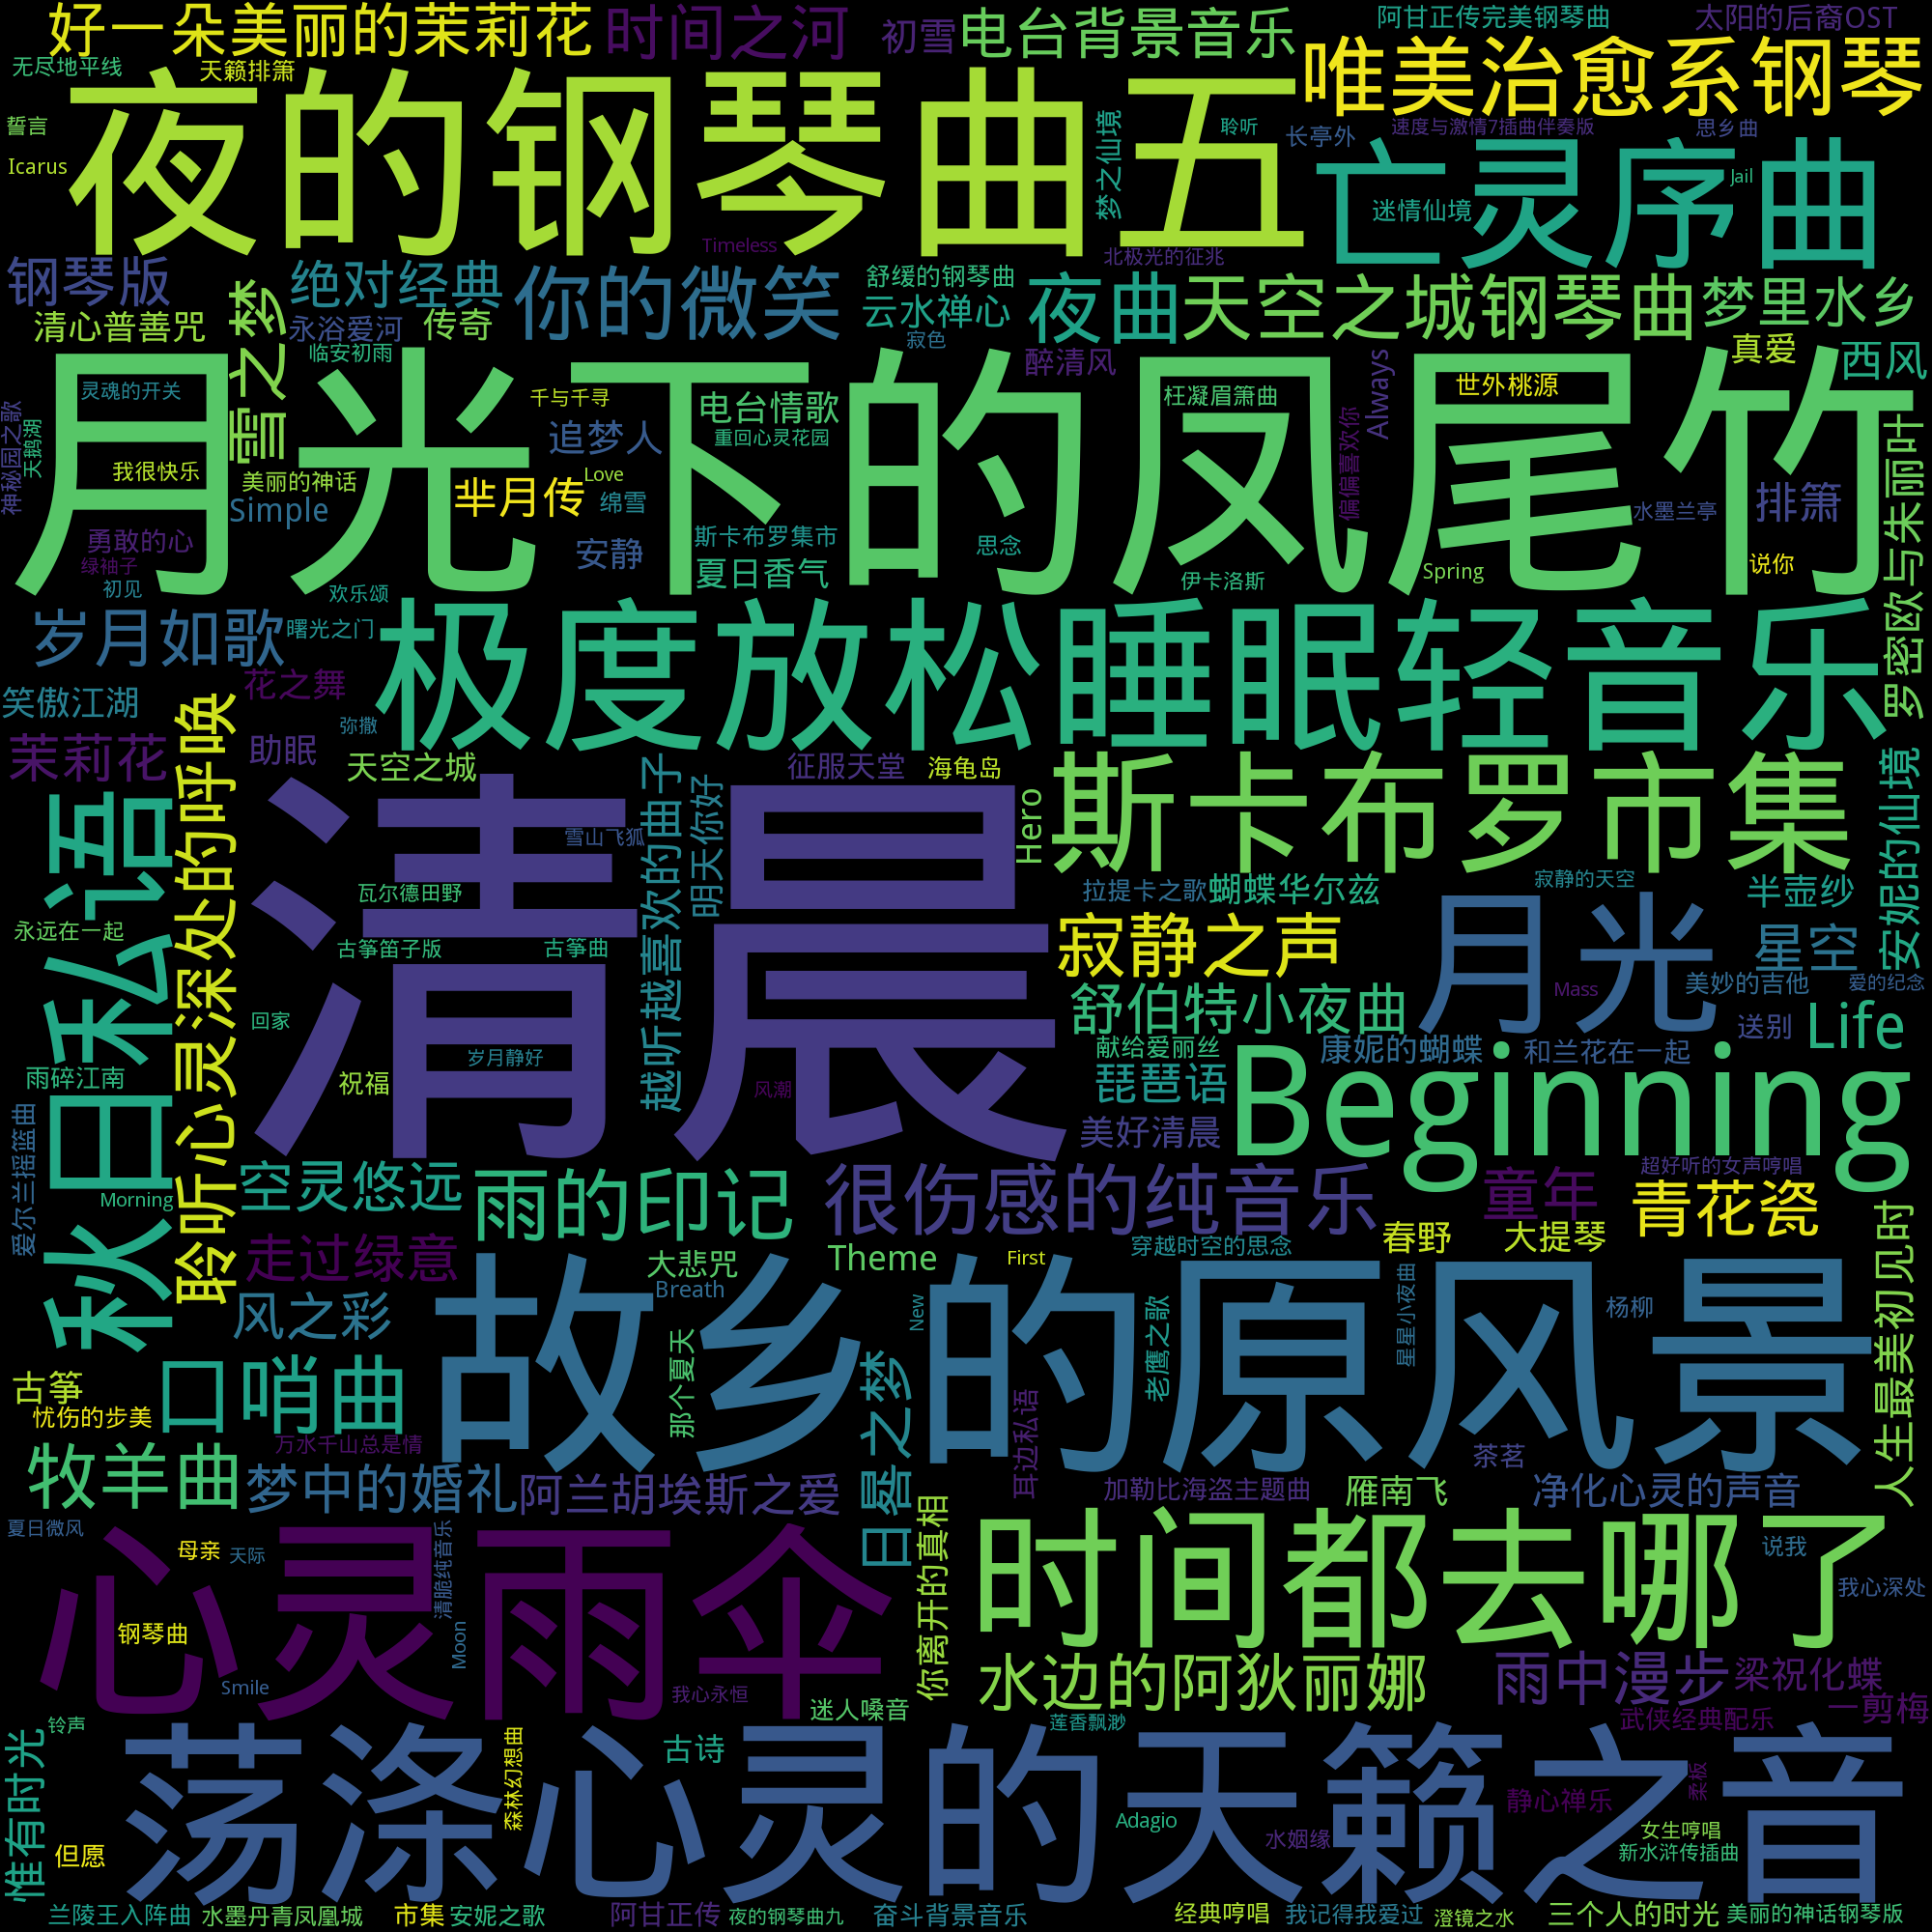 好一朵美丽的茉莉花
时间之河
初雪
电台背景音乐
阿甘正传完美钢琴曲
太阳的后裔OST
无尽地平线
天籁排箫
唯美治愈系钢琴
夜的钢琴曲五
誓言
Icarus
梦之仙境
聆听
长亭外
速度与激情7插曲伴奏版
思乡曲
亡灵序曲
Jail
迷情仙境
Timeless
北极光的征兆
钢琴版
绝对经典
你的微笑
舒缓的钢琴曲
云水禅心
夜曲
天空之城钢琴曲
梦里水乡
清心普善咒
雪之梦
永浴爱河
传奇
寂色
醉清风
Always
真爱
西风
临安初雨
月光下的凤尾竹
灵魂的开关
千与千寻
电台情歌
枉凝眉箫曲
世外桃源
神秘园之歌
天鹅湖
我很快乐
追梦人
重回心灵花园
偏偏喜欢你
罗密欧与朱丽叶
美丽的神话
Love
Simple
芈月传
绵雪
水墨兰亭
排箫
勇敢的心
安静
斯卡布罗集市
思念
说你
绿袖子
初见
欢乐颂
夏日香气
伊卡洛斯
Spring
岁月如歌
曙光之门
极度放松睡眠轻音乐
花之舞
笑傲江湖
弥撒
茉莉花
助眠
天空之城
征服天堂
海龟岛
斯卡布罗市集
安妮的仙境
聆听心灵深处的呼唤
秋日私语
清晨
越听越喜欢的曲子
明天你好
Hero
雪山飞狐
瓦尔德田野
拉提卡之歌
蝴蝶华尔兹
寂静的天空
半壶纱
永远在一起
古筝笛子版
古筝曲
寂静之声
月光
星空
美妙的吉他
爱的纪念
舒伯特小夜曲
Mass
回家
送别
Life
岁月静好
献给爱丽丝
康妮的蝴蝶
和兰花在一起
雨碎江南
祝福
风潮
琵琶语
Beginning
爱尔兰摇篮曲
美好清晨
Morning
空灵悠远
雨的印记
很伤感的纯音乐
童年
超好听的女声哼唱
青花瓷
人生最美初见时
走过绿意
大悲咒
Theme
First
穿越时空的思念
春野
大提琴
风之彩
Breath
故乡的原风景
New
星星小夜曲
杨柳
那个夏天
日晷之梦
老鹰之歌
古筝
口哨曲
忧伤的步美
万水千山总是情
耳边私语
茶茗
牧羊曲
梦中的婚礼
阿兰胡埃斯之爱
加勒比海盗主题曲
雁南飞
净化心灵的声音
夏日微风
母亲
天际
清脆纯音乐
心灵雨伞
你离开的真相
时间都去哪了
说我
我心深处
钢琴曲
Moon
Smile
我心永恒
迷人嗓音
水边的阿狄丽娜
雨中漫步
梁祝化蝶
一剪梅
惟有时光
铃声
森林幻想曲
古诗
莲香飘渺
武侠经典配乐
荡涤心灵的天籁之音
静心禅乐
柔板
但愿
Adagio
水姻缘
女生哼唱
新水浒传插曲
兰陵王入阵曲
水墨丹青凤凰城
市集
安妮之歌
阿甘正传
夜的钢琴曲九
奋斗背景音乐
经典哼唱
我记得我爱过
澄镜之水
三个人的时光
美丽的神话钢琴版